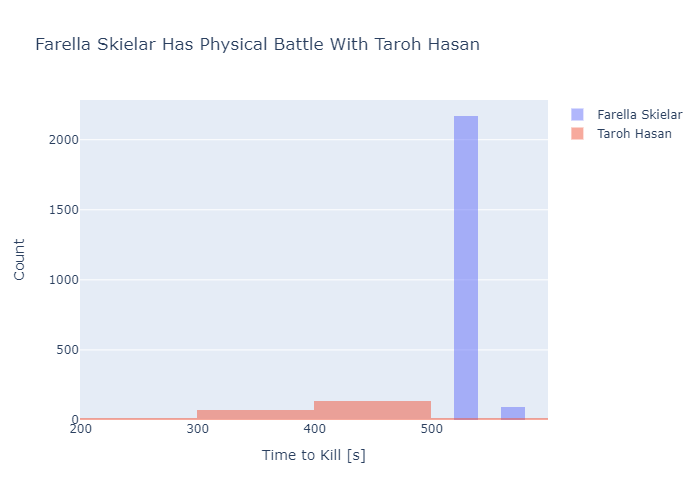 Farella Skielar Has Physical Battle With Taroh Hasan
Farella Skielar
Taroh Hasan
2000
1500
1000
500
0
200
300
400
500
Count
Time to Kill [s]